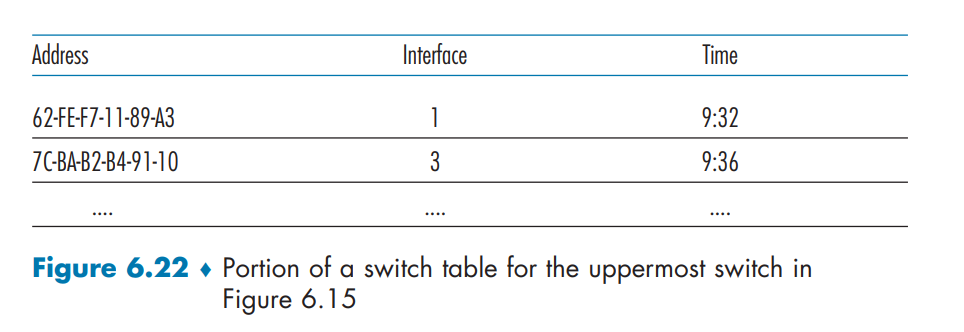 Address Interface Time
62-FE-F7-11-89-A3 1 9:32
7C-BA-B2-B4-91-10 3 9:36
.... .... ....
Figure 6.22 ♦ Portion of a switch table for the uppermost switch in
Figure 6.15